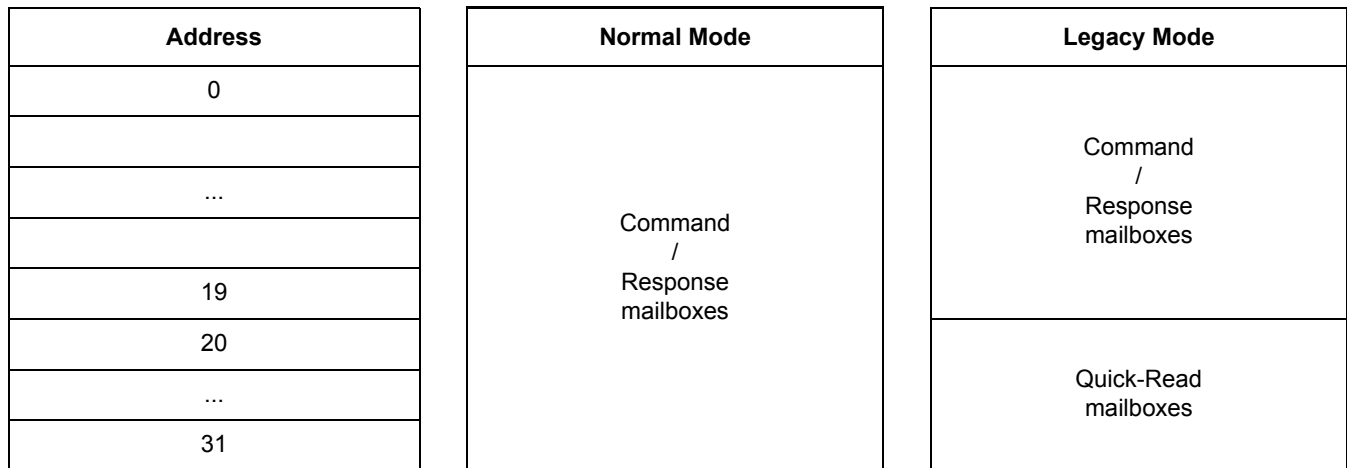 Address
0
...
19
20
...
31
Normal Mode
Command
/
Response
mailboxes
Legacy Mode
Command
/
Response
mailboxes
Quick-Read
mailboxes